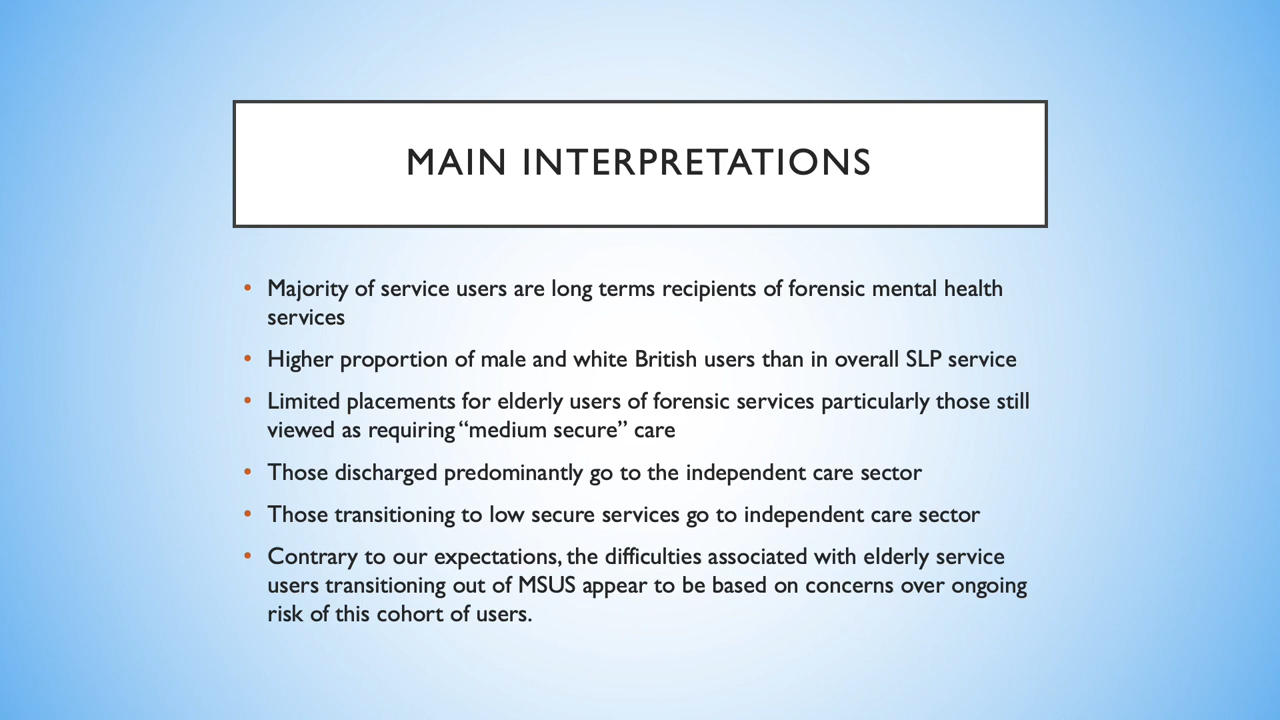 MAIN INTERPRETATIONS
• Majority of service users are long terms recipients of forensic mental health
services
• Higher proportion of male and white British users than in overall SLP service
• Limited placements for elderly users of forensic services particularly those still
viewed as requiring “medium secure” care
• Those discharged predominantly go to the independent care sector
• Those transitioning to low secure services go to independent care sector
• Contrary to our expectations, the difficulties associated with elderly service
users transitioning out of MSUS appear to be based on concerns over ongoing
risk of this cohort of users.